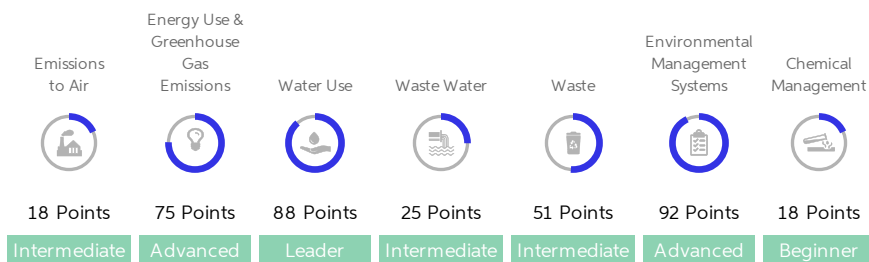 Emissions
to Air
Energy Use &
Greenhouse
Gas
Emissions
Water Use
Waste Water
Waste
Environmental
Management
Systems
Chemical
Management
18 Points
75 Points
88 Points
25 Points
51 Points
92 Points
18 Points
Intermediate
Advanced
Leader
Intermediate
Intermediate
Advanced
Beginner